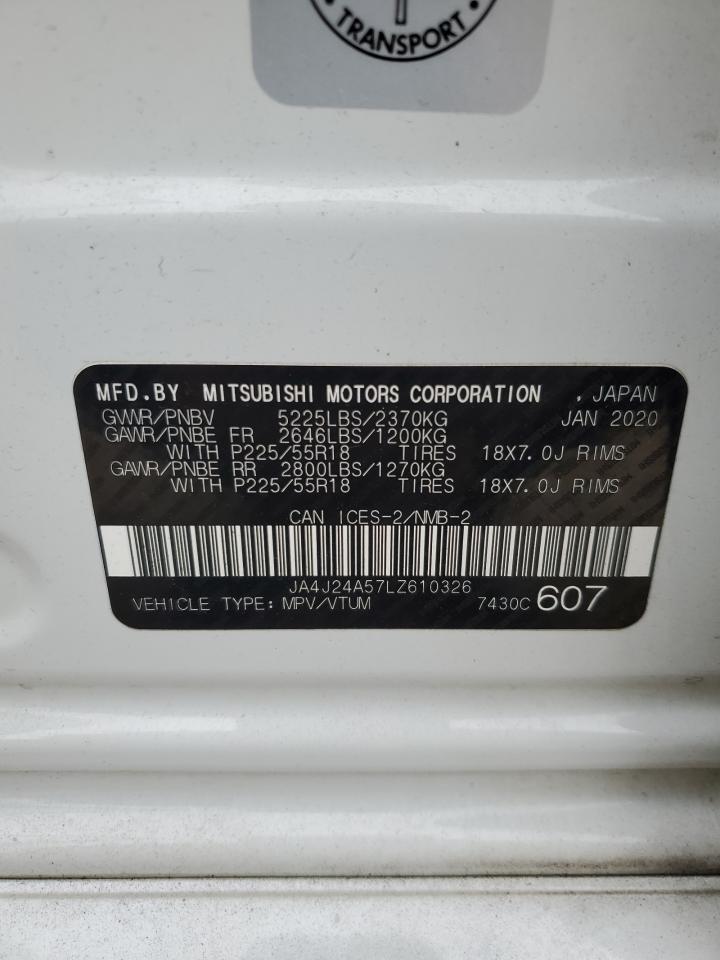 TRANSPORT
MFD.BY MITSUBISHI MOTORS CORPORATION . JAPAN
GVWR/PNBV 5225LBS/2370KG JAN 2020
GAWR/PNBE FR 2646LBS/1200KG
WITH P225/55R18 TIRES 18X7.0J RIMS
GAWR/PNBE RR 2800LBS/1270KG
WITH P225/55R18 TIRES 18X7.0J RIMS
CAN ICES-2/NMB-2
JA4J24A57LZ610326
VEHICLE TYPE:MPV/VTUM 7430C 607